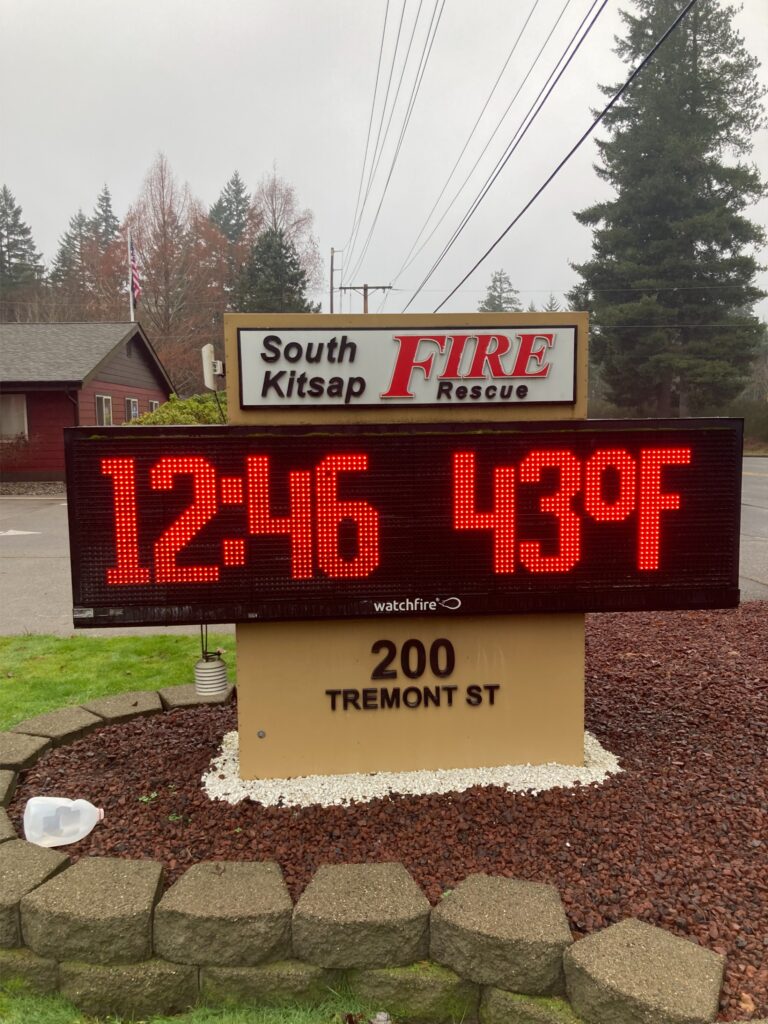 South Kitsap FIRE Rescue
12:46 43°F
watchfire
200
TREMONT ST